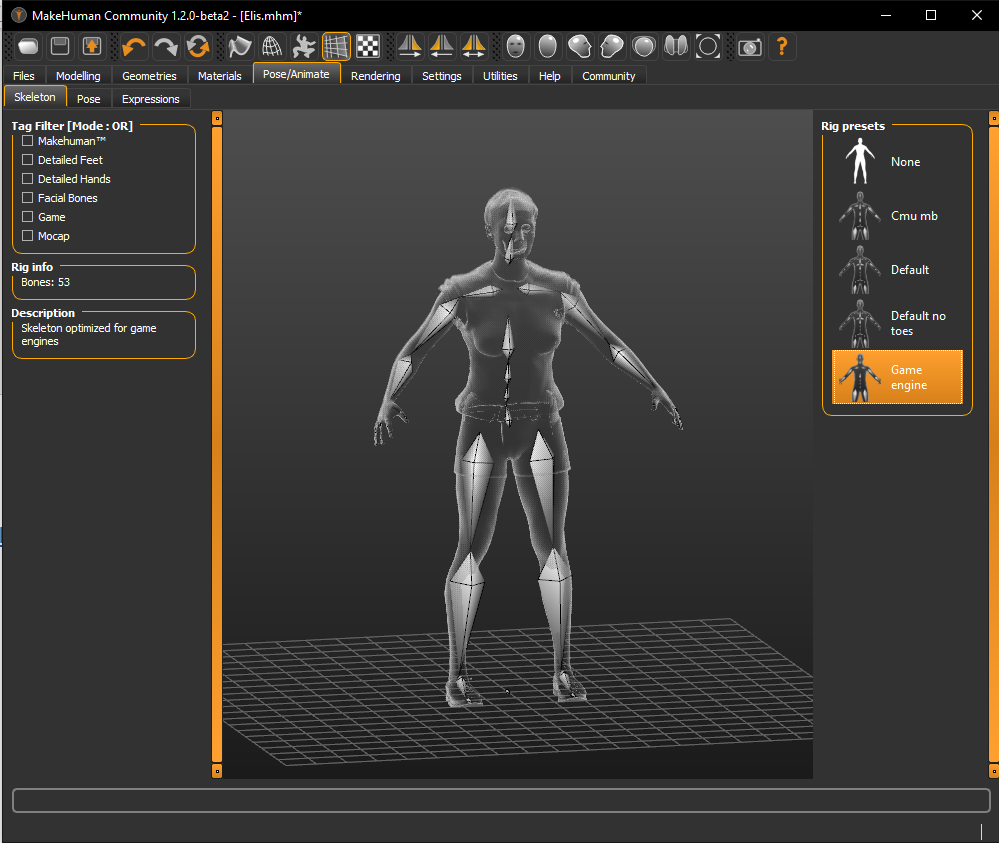 MakeHuman Community 1.2.0-beta2 - [Elis.mhm]*
?
Files Modelling Geometries Materials Pose/Animate Rendering Settings Utilities Help Community
Skeleton Pose Expressions
Tag Filter [Mode : OR]
Makehuman™
Detailed Feet
Detailed Hands
Facial Bones
Game
Mocap
Rig info
Bones: 53
Description
Skeleton optimized for game
engines
Rig presets
None
Cmu mb
Default
Default no
toes
Game
engine